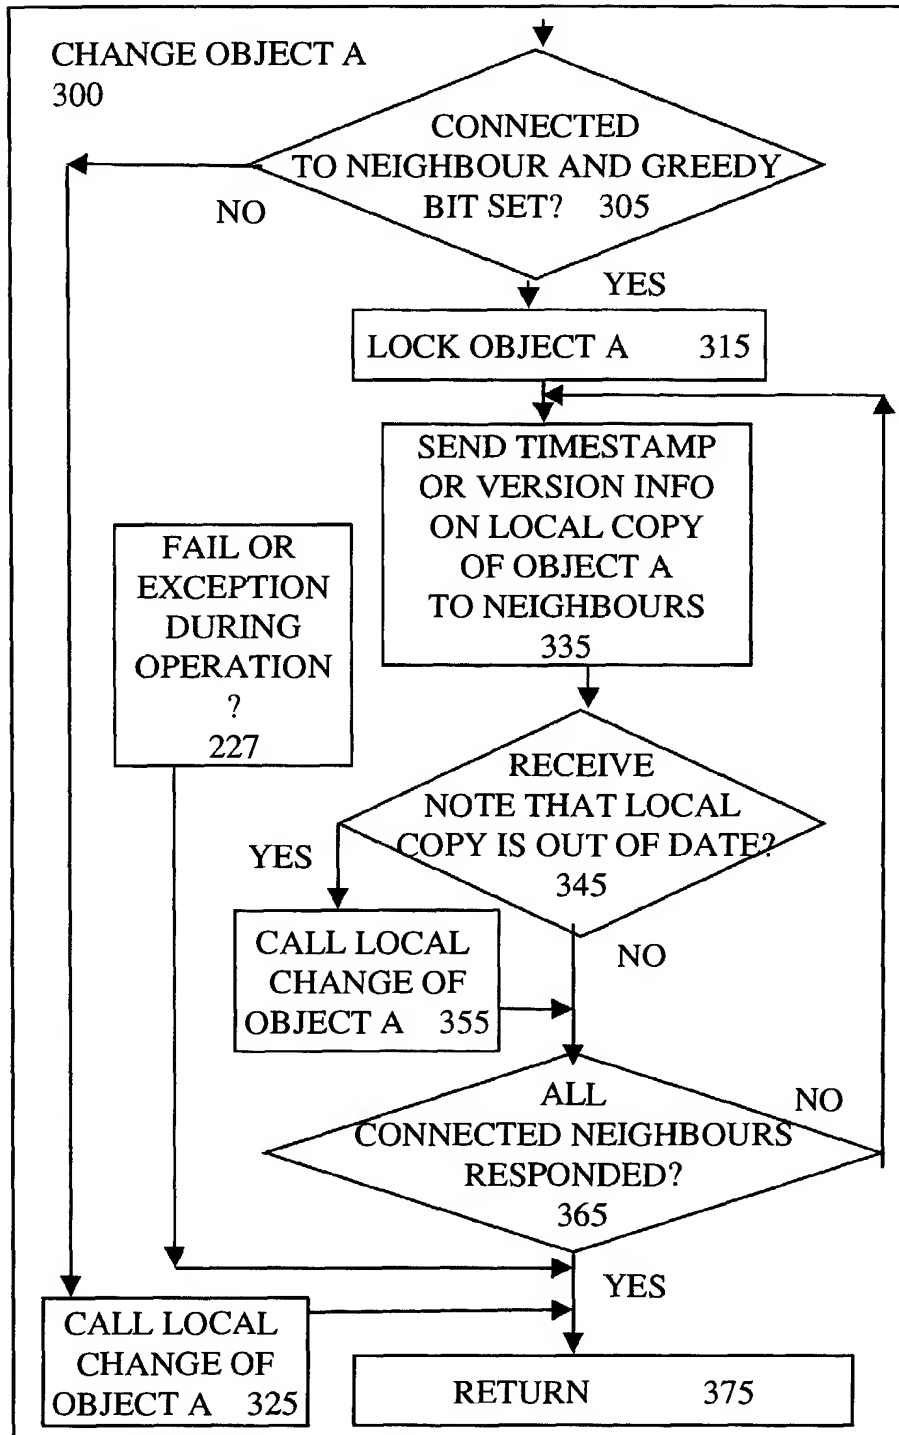 CHANGE OBJECT A
300
CONNECTED
TO NEIGHBOUR AND GREEDY
BIT SET? 305
NO
YES
LOCK OBJECT A 315
SEND TIMESTAMP
OR VERSION INFO
ON LOCAL COPY
OF OBJECT A
TO NEIGHBOURS
335
FAIL OR
EXCEPTION
DURING
OPERATION
?
227
RECEIVE
NOTE THAT LOCAL
COPY IS OUT OF DATE?
345
YES
NO
CALL LOCAL
CHANGE OF
OBJECT A 355
ALL
CONNECTED NEIGHBOURS
RESPONDED?
365
NO
YES
CALL LOCAL
CHANGE OF
OBJECT A 325
RETURN 375